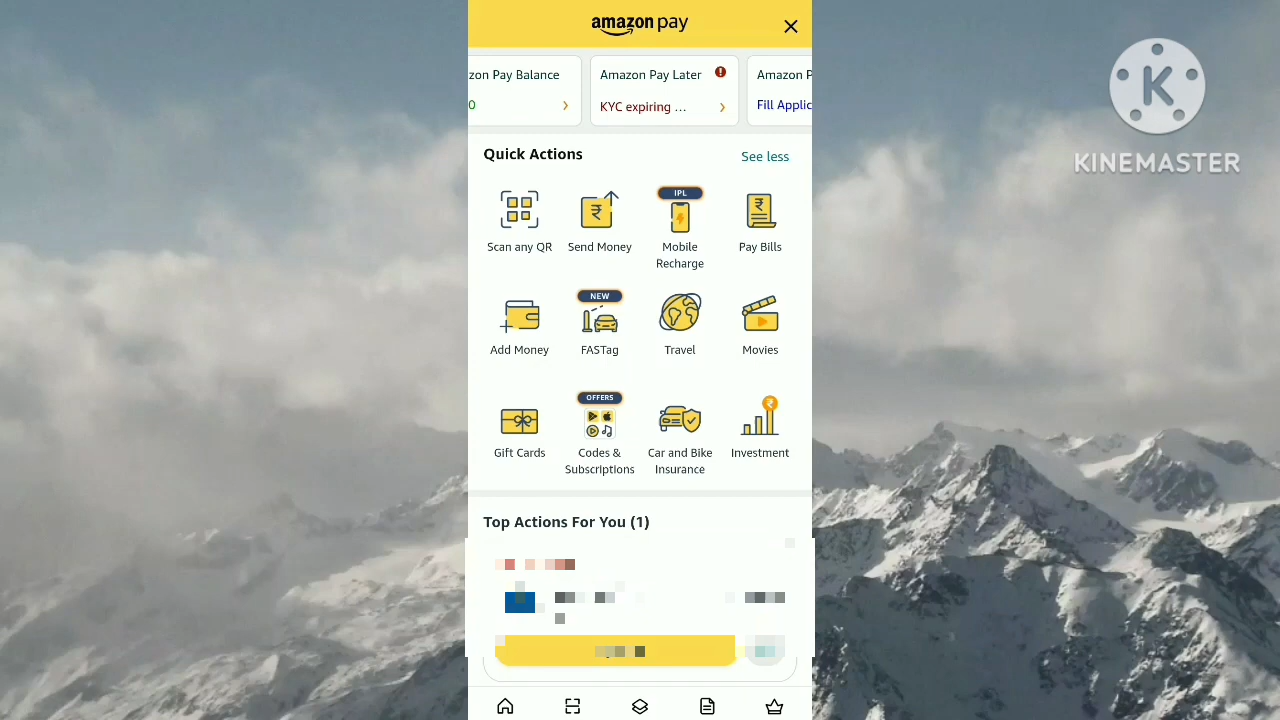 amazon pay
KINEMASTER
zon Pay Balance
0
Amazon Pay Later
KYC expiring ...
Amazon P
Fill Applic
Quick Actions
See less
Scan any QR
Send Money
IPL
Mobile
Recharge
Pay Bills
Add Money
NEW
FASTag
Travel
Movies
Gift Cards
OFFERS
Codes &
Subscriptions
Car and Bike
Insurance
Investment
Top Actions For You (1)